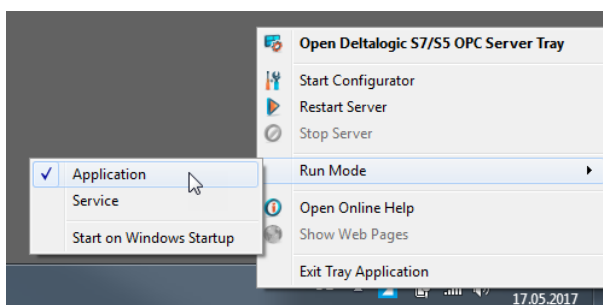 Open Deltalogic S7/S5 OPC Server Tray
Start Configurator
Restart Server
Stop Server
Run Mode
Application
Service
Start on Windows Startup
Open Online Help
Show Web Pages
Exit Tray Application
17.05.2017